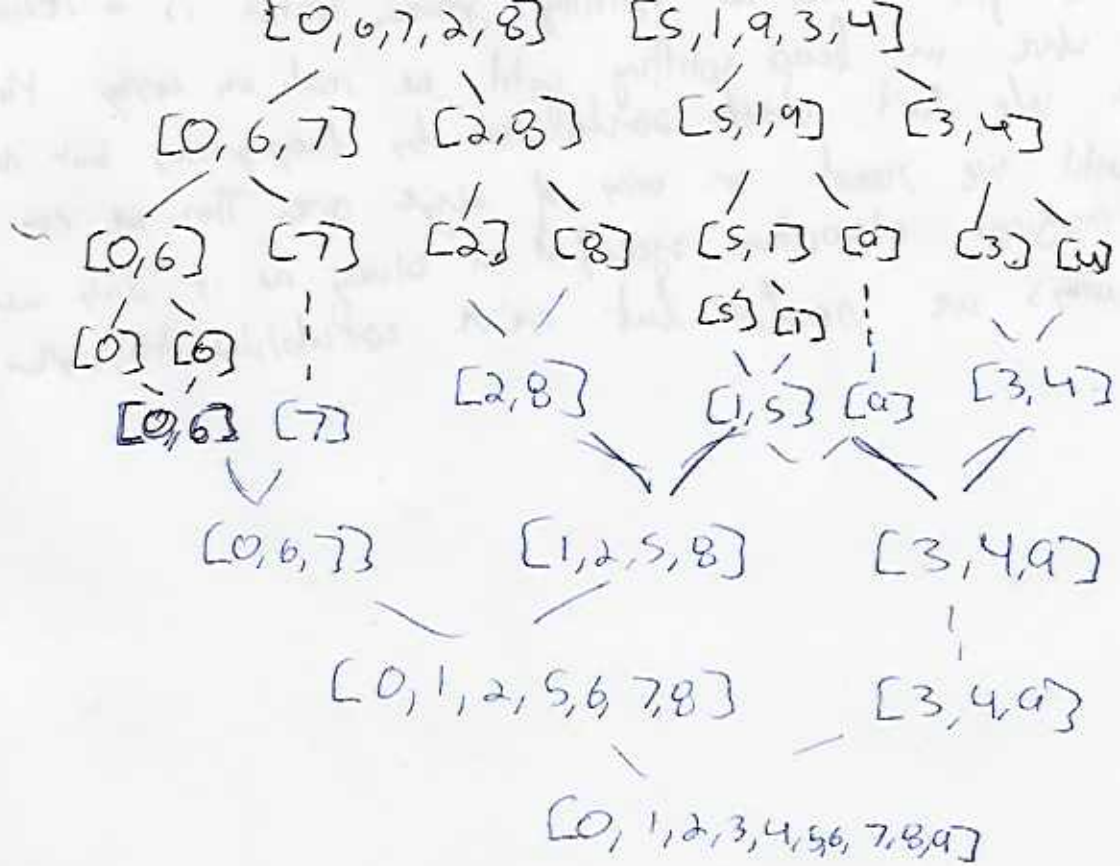 [0,6,7,2,8] [5,1,9,3,4]
[0,6,7] [2,8] [5,1,9] [3,4]
[0,6] [7] [2] [8] [5,1] [9] [3] [4]
[5] [1]
[0] [6]
[2,8] [1,5] [9] [3,4]
[0,6] [7]
[0,6,7] [1,2,5,8] [3,4,9]
[0,1,2,5,6,7,8] [3,4,9]
[0,1,2,3,4,5,6,7,8,9]